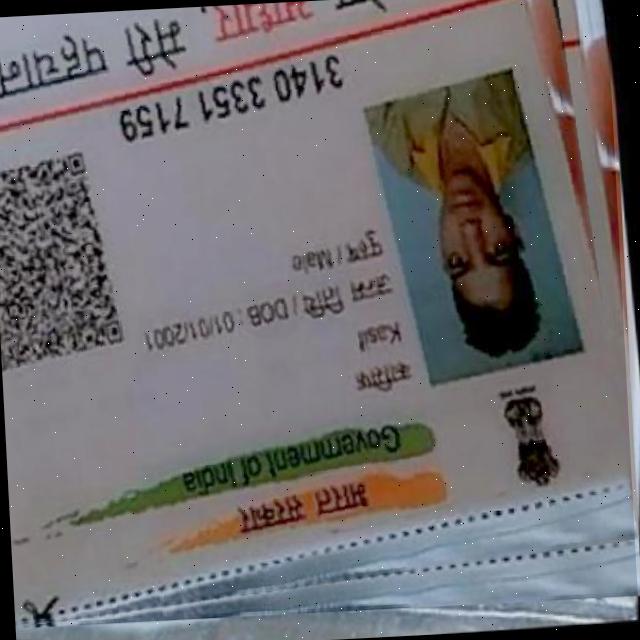 भारत सरकार
Government of India
Kasif
जन्म तिथि / DOB : 01/01/2001
पुरुष / Male
3140 3351 7159
आधार, मेरी पहचान